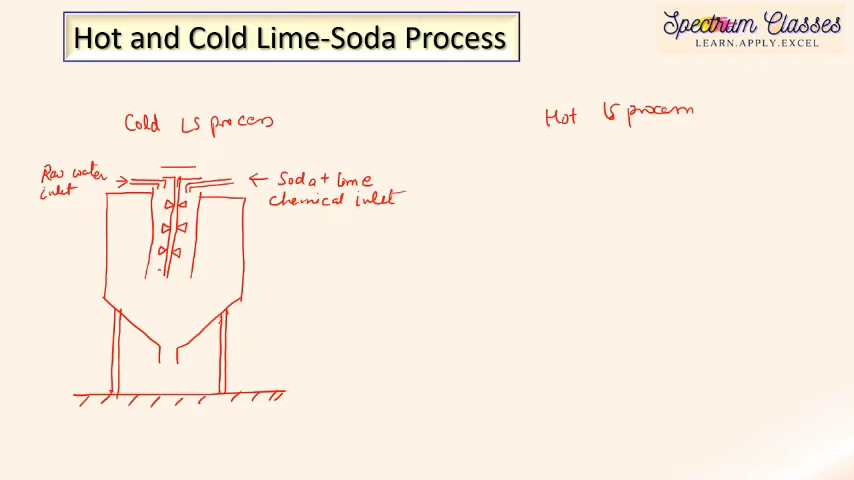 Hot and Cold Lime-Soda Process
Spectrum Classes
LEARN.APPLY.EXCEL
Cold LS process
Hot LS process
Raw water
inlet
Soda + lime
chemical inlet